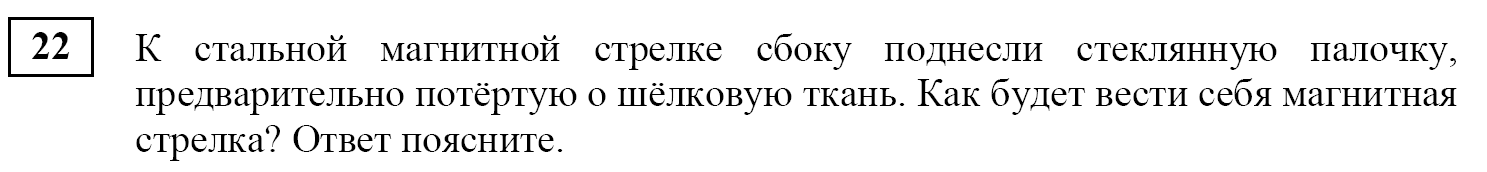 22 К стальной магнитной стрелке сбоку поднесли стеклянную палочку,
предварительно потёртую о шёлковую ткань. Как будет вести себя магнитная
стрелка? Ответ поясните.